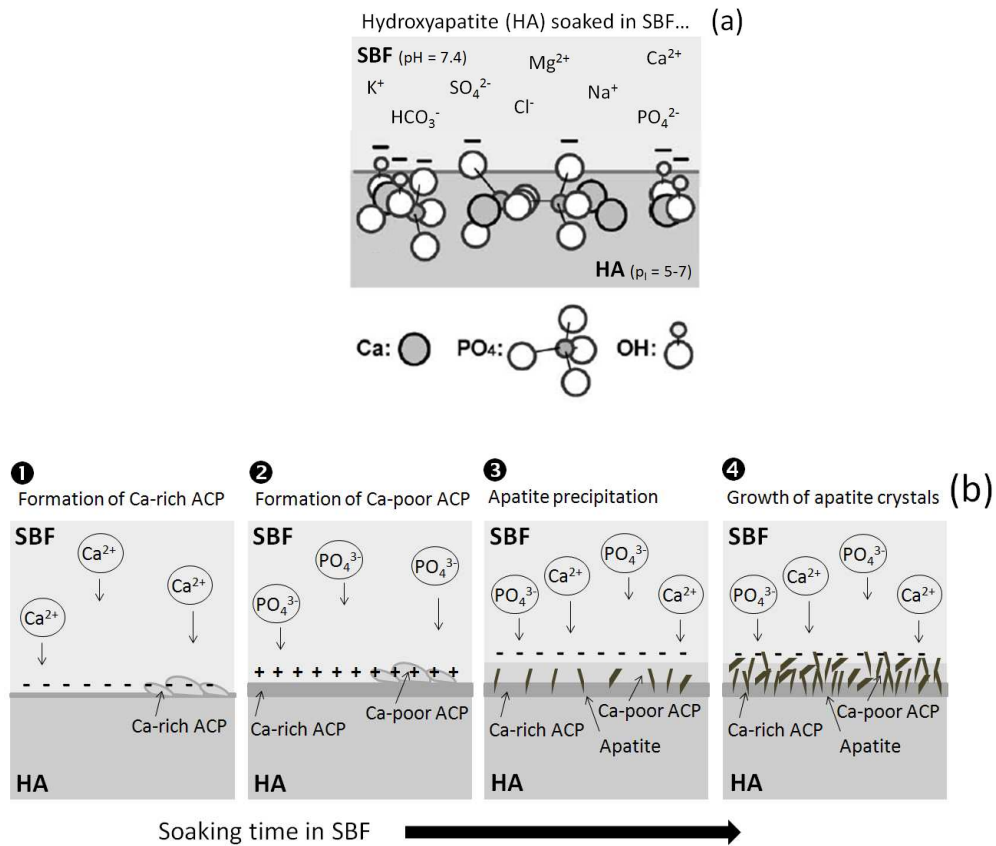 Hydroxyapatite (HA) soaked in SBF... (a)
SBF (pH = 7.4)
Mg²⁺
Ca²⁺
K⁺
SO₄²⁻
Na⁺
HCO₃⁻
Cl⁻
PO₄²⁻
HA (pI = 5-7)
Ca: PO₄: OH:
(b)
❶
Formation of Ca-rich ACP
SBF
Ca²⁺
Ca²⁺
Ca²⁺
- - - - - - - - - - -
Ca-rich ACP
HA
❷
Formation of Ca-poor ACP
SBF
PO₄³⁻
PO₄³⁻
PO₄³⁻
+ + + + + + + + + + +
Ca-poor ACP
Ca-rich ACP
HA
❸
Apatite precipitation
SBF
PO₄³⁻
Ca²⁺
PO₄³⁻
Ca²⁺
- - - - - - - - - - -
Ca-poor ACP
Ca-rich ACP
Apatite
HA
❹
Growth of apatite crystals
SBF
PO₄³⁻
Ca²⁺
PO₄³⁻
Ca²⁺
- - - - - - - - - - -
Ca-poor ACP
Ca-rich ACP
Apatite
HA
Soaking time in SBF